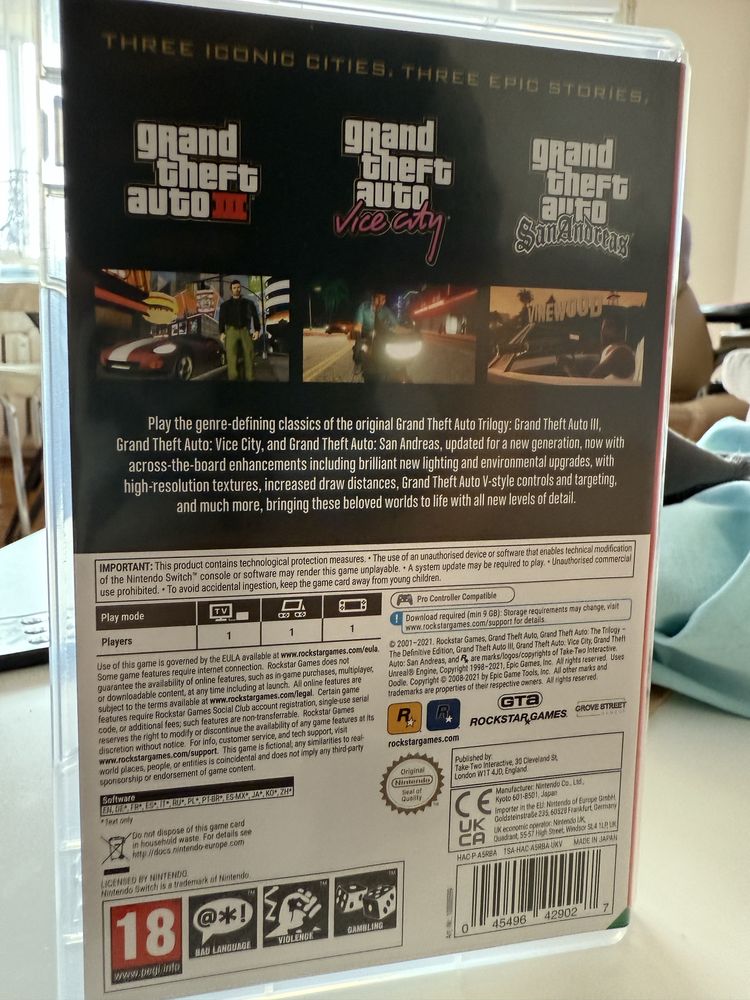 THREE ICONIC CITIES. THREE EPIC STORIES.
grand
theft
auto III
grand
theft
auto
Vice City
grand
theft
auto
San Andreas
VINEWOOD
Play the genre-defining classics of the original Grand Theft Auto Trilogy: Grand Theft Auto III,
Grand Theft Auto: Vice City, and Grand Theft Auto: San Andreas, updated for a new generation, now with
across-the-board enhancements including brilliant new lighting and environmental upgrades, with
high-resolution textures, increased draw distances, Grand Theft Auto V-style controls and targeting,
and much more, bringing these beloved worlds to life with all new levels of detail.
IMPORTANT: This product contains technological protection measures. • The use of an unauthorised device or software that enables technical modification
of the Nintendo Switch™ console or software may render this game unplayable. • A system update may be required to play. • Unauthorised commercial
use prohibited. • To avoid accidental ingestion, keep the game card away from young children.
Play mode TV
Players 1 1 1
Pro Controller Compatible
! Download required (min 9 GB): Storage requirements may change, visit
www.rockstargames.com/support for details.
Use of this game is governed by the EULA available at www.rockstargames.com/eula.
Some game features require internet connection. Rockstar Games does not
guarantee the availability of online features, such as in-game purchases, multiplayer,
or downloadable content, at any time including at launch. All online features are
subject to the terms available at www.rockstargames.com/legal. Certain game
features require Rockstar Games Social Club account registration, single-use serial
code, or additional fees; such features are non-transferrable. Rockstar Games
reserves the right to modify or discontinue the availability of any game features at its
discretion without notice. For info, customer service, and tech support, visit
www.rockstargames.com/support. This game is fictional, any similarities to real-
world places, people, or entities is coincidental and does not imply any third-party
sponsorship or endorsement of game content.
© 2001–2021. Rockstar Games, Grand Theft Auto, Grand Theft Auto: The Trilogy –
The Definitive Edition, Grand Theft Auto III, Grand Theft Auto: Vice City, Grand Theft
Auto: San Andreas, and R★ are marks/logos/copyrights of Take-Two Interactive.
Unreal® Engine, Copyright 1998–2021, Epic Games, Inc. All rights reserved. Uses
Oodle. Copyright © 2008-2021 by Epic Game Tools, Inc. All other marks and
trademarks are properties of their respective owners. All rights reserved.
R★ R★ rockstargames.com
GTA
ROCKSTAR GAMES
GROVE STREET
GAMES
Software
EN, DE*, FR*, ES*, IT*, RU*, PL*, PT-BR*, ES-MX*, JA*, KO*, ZH*
* Text only
Original
Nintendo
Seal of
Quality
Published by:
Take-Two Interactive, 30 Cleveland St,
London W1T 4JD, England.
CE
UK
CA
Manufacturer: Nintendo Co., Ltd.,
Kyoto 601-8501, Japan
Importer in the EU: Nintendo of Europe GmbH,
Goldsteinstraße 235, 60528 Frankfurt, Germany
UK economic operator: Nintendo UK,
Quadrant, 55-57 High Street, Windsor SL4 1LP, UK
HAC P A5RBA TSA-HAC-A5RBA-UKV MADE IN JAPAN
Do not dispose of this game card
in household waste. For details see
http://docs.nintendo-europe.com
LICENSED BY NINTENDO.
Nintendo Switch is a trademark of Nintendo.
18
www.pegi.info
@*!
BAD LANGUAGE
VIOLENCE
GAMBLING
0 45496 42902 7